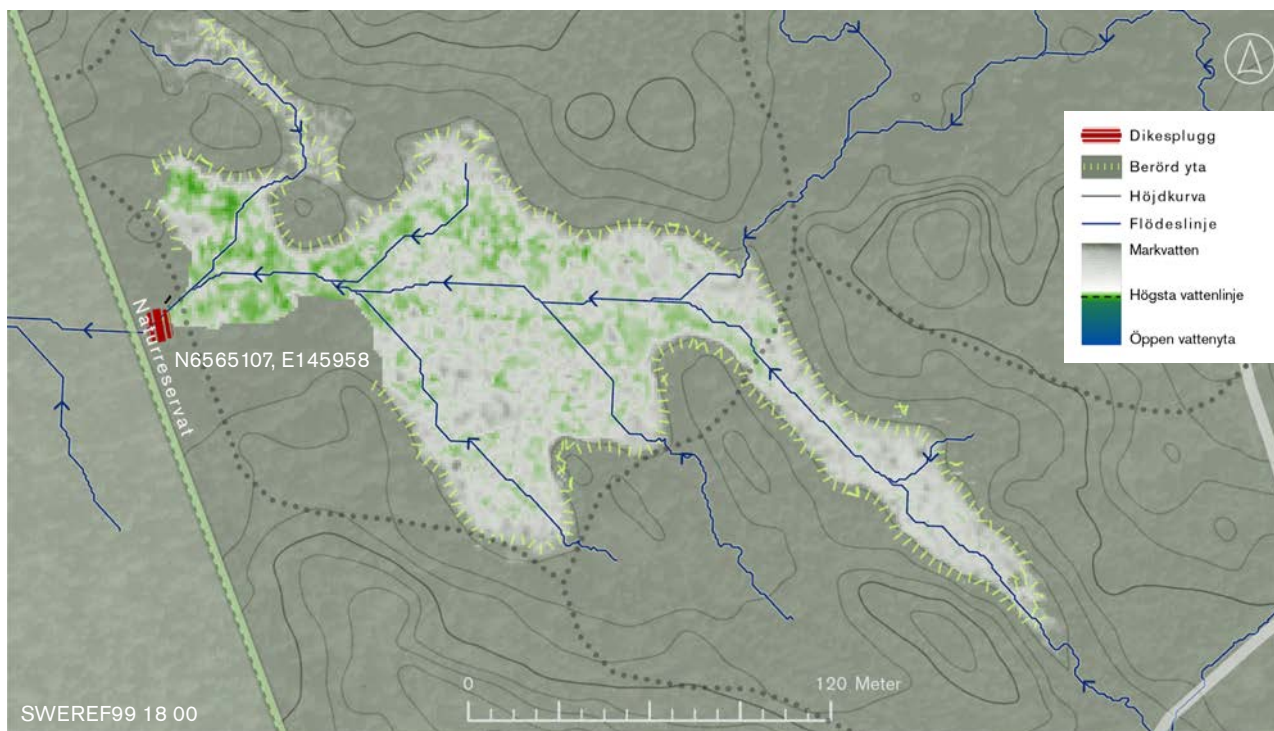 Dikesplugg
Berörd yta
Höjdkurva
Flödeslinje
Markvatten
Högsta vattenlinje
Öppen vattenyta
Naturreservat
N6565107, E145958
0 120 Meter
SWEREF99 18 00